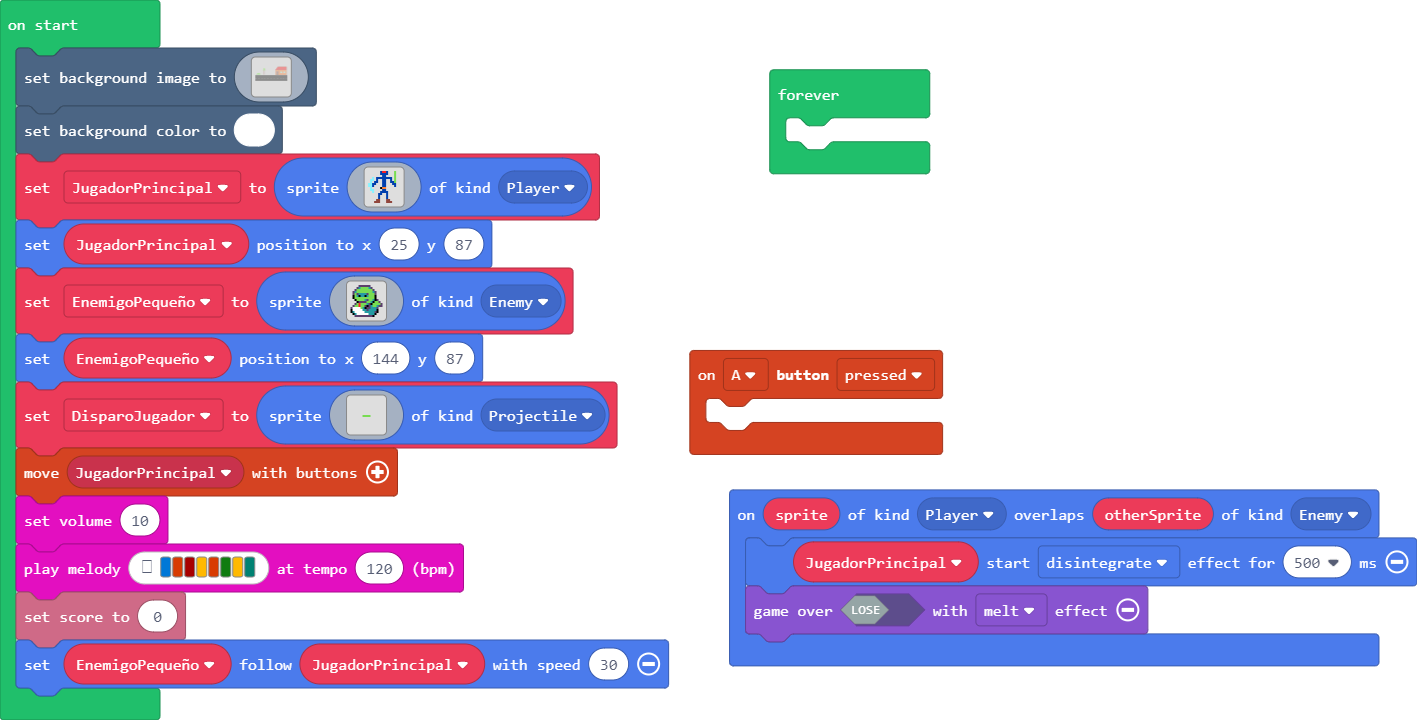 on start
set background image to
set background color to
set JugadorPrincipal to sprite of kind Player
set JugadorPrincipal position to x 25 y 87
set EnemigoPequeño to sprite of kind Enemy
set EnemigoPequeño position to x 144 y 87
set DisparoJugador to sprite of kind Projectile
move JugadorPrincipal with buttons
set volume 10
play melody at tempo 120 (bpm)
set score to 0
set EnemigoPequeño follow JugadorPrincipal with speed 30
forever
on A button pressed
on sprite of kind Player overlaps otherSprite of kind Enemy
JugadorPrincipal start disintegrate effect for 500 ms
game over LOSE with melt effect